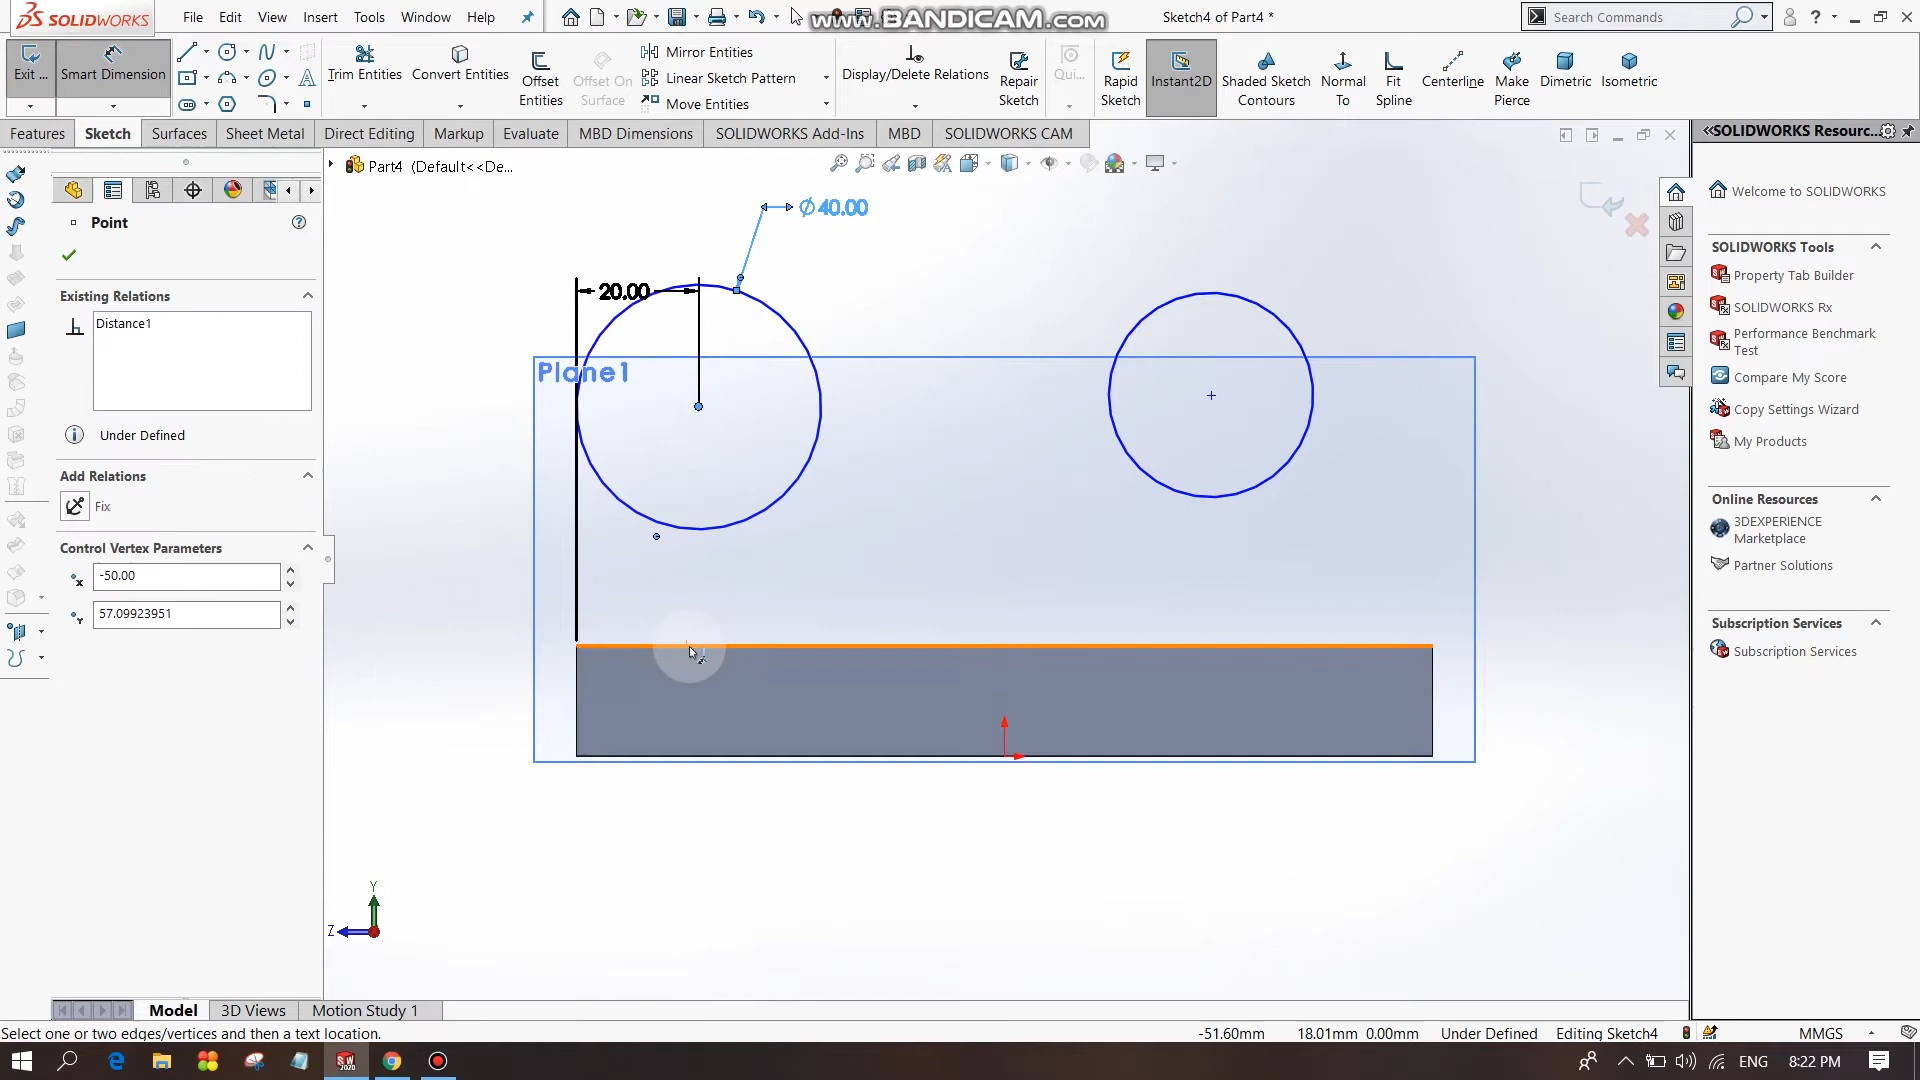 SOLIDWORKS
File Edit View Insert Tools Window Help
www.BANDICAM.com
Sketch4 of Part4 *
Search Commands
Exit ...
Smart Dimension
Trim Entities
Convert Entities
Offset Entities
Offset On Surface
Mirror Entities
Linear Sketch Pattern
Move Entities
Display/Delete Relations
Repair Sketch
Qui...
Rapid Sketch
Instant2D
Shaded Sketch Contours
Normal To
Fit Spline
Centerline
Make Pierce
Dimetric
Isometric
Features Sketch Surfaces Sheet Metal Direct Editing Markup Evaluate MBD Dimensions SOLIDWORKS Add-Ins MBD SOLIDWORKS CAM
Part4 (Default<<De...
Point
Existing Relations
Distance1
Under Defined
Add Relations
Fix
Control Vertex Parameters
-50.00
57.09923951
Ø40.00
20.00
Plane1
Y
Z
SOLIDWORKS Resourc...
Welcome to SOLIDWORKS
SOLIDWORKS Tools
Property Tab Builder
SOLIDWORKS Rx
Performance Benchmark Test
Compare My Score
Copy Settings Wizard
My Products
Online Resources
3DEXPERIENCE Marketplace
Partner Solutions
Subscription Services
Subscription Services
Model 3D Views Motion Study 1
Select one or two edges/vertices and then a text location.
-51.60mm 18.01mm 0.00mm Under Defined Editing Sketch4 MMGS
ENG 8:22 PM